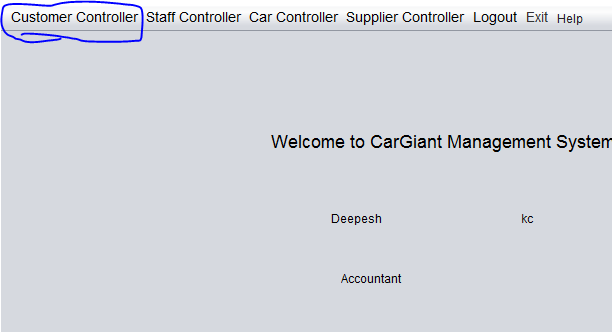 Customer Controller Staff Controller Car Controller Supplier Controller Logout Exit Help
Welcome to CarGiant Management System
Deepesh kc
Accountant